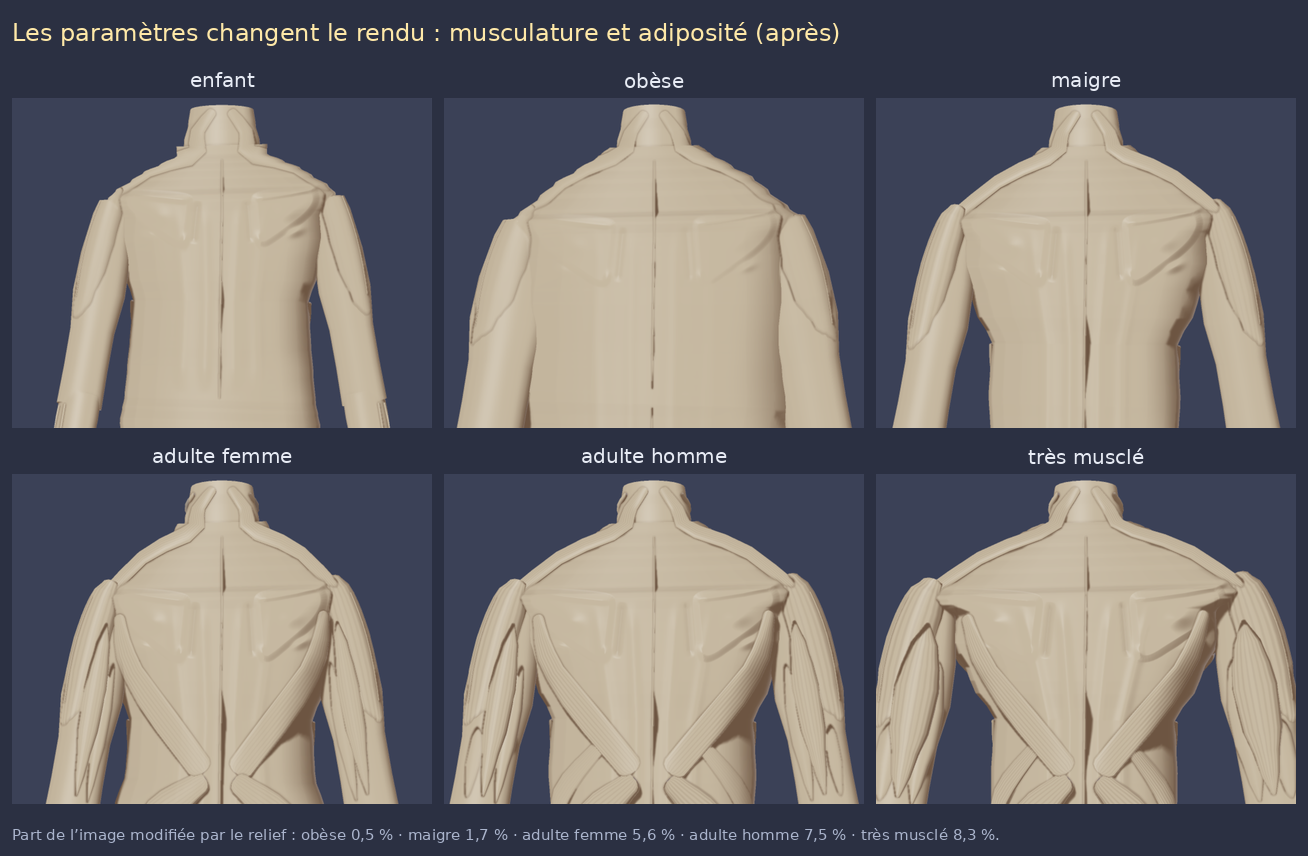 Les paramètres changent le rendu : musculature et adiposité (après)
enfant
obèse
maigre
adulte femme
adulte homme
très musclé
Part de l’image modifiée par le relief : obèse 0,5 % · maigre 1,7 % · adulte femme 5,6 % · adulte homme 7,5 % · très musclé 8,3 %.